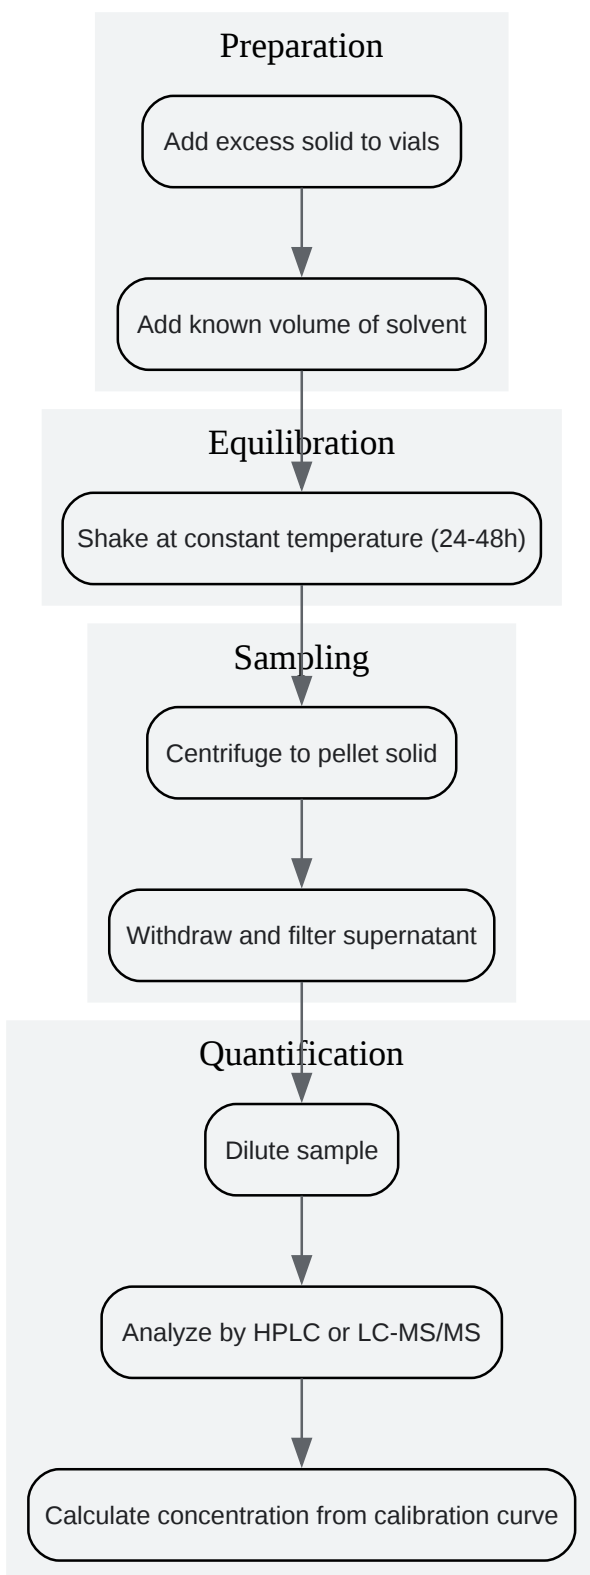 Preparation
Add excess solid to vials
Add known volume of solvent
Equilibration
Shake at constant temperature (24-48h)
Sampling
Centrifuge to pellet solid
Withdraw and filter supernatant
Quantification
Dilute sample
Analyze by HPLC or LC-MS/MS
Calculate concentration from calibration curve